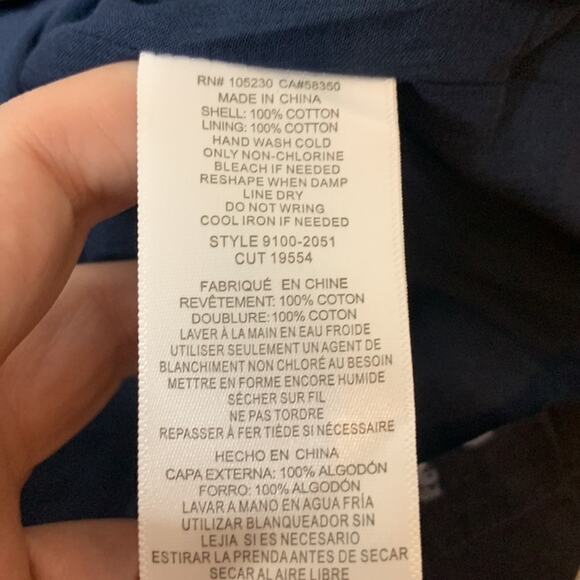 RN# 105230 CA#58350
MADE IN CHINA
SHELL: 100% COTTON
LINING: 100% COTTON
HAND WASH COLD
ONLY NON-CHLORINE
BLEACH IF NEEDED
RESHAPE WHEN DAMP
LINE DRY
DO NOT WRING
COOL IRON IF NEEDED
STYLE 9100-2051
CUT 19554
FABRIQUÉ EN CHINE
REVÊTEMENT: 100% COTON
DOUBLURE: 100% COTON
LAVER À LA MAIN EN EAU FROIDE
UTILISER SEULEMENT UN AGENT DE
BLANCHIMENT NON CHLORÉ AU BESOIN
METTRE EN FORME ENCORE HUMIDE
SÉCHER SUR FIL
NE PAS TORDRE
REPASSER À FER TIÈDE SI NÉCESSAIRE
HECHO EN CHINA
CAPA EXTERNA: 100% ALGODÓN
FORRO: 100% ALGODÓN
LAVAR A MANO EN AGUA FRÍA
UTILIZAR BLANQUEADOR SIN
LEJIA SI ES NECESARIO
ESTIRAR LA PRENDA ANTES DE SECAR
SECAR AL AIRE LIBRE